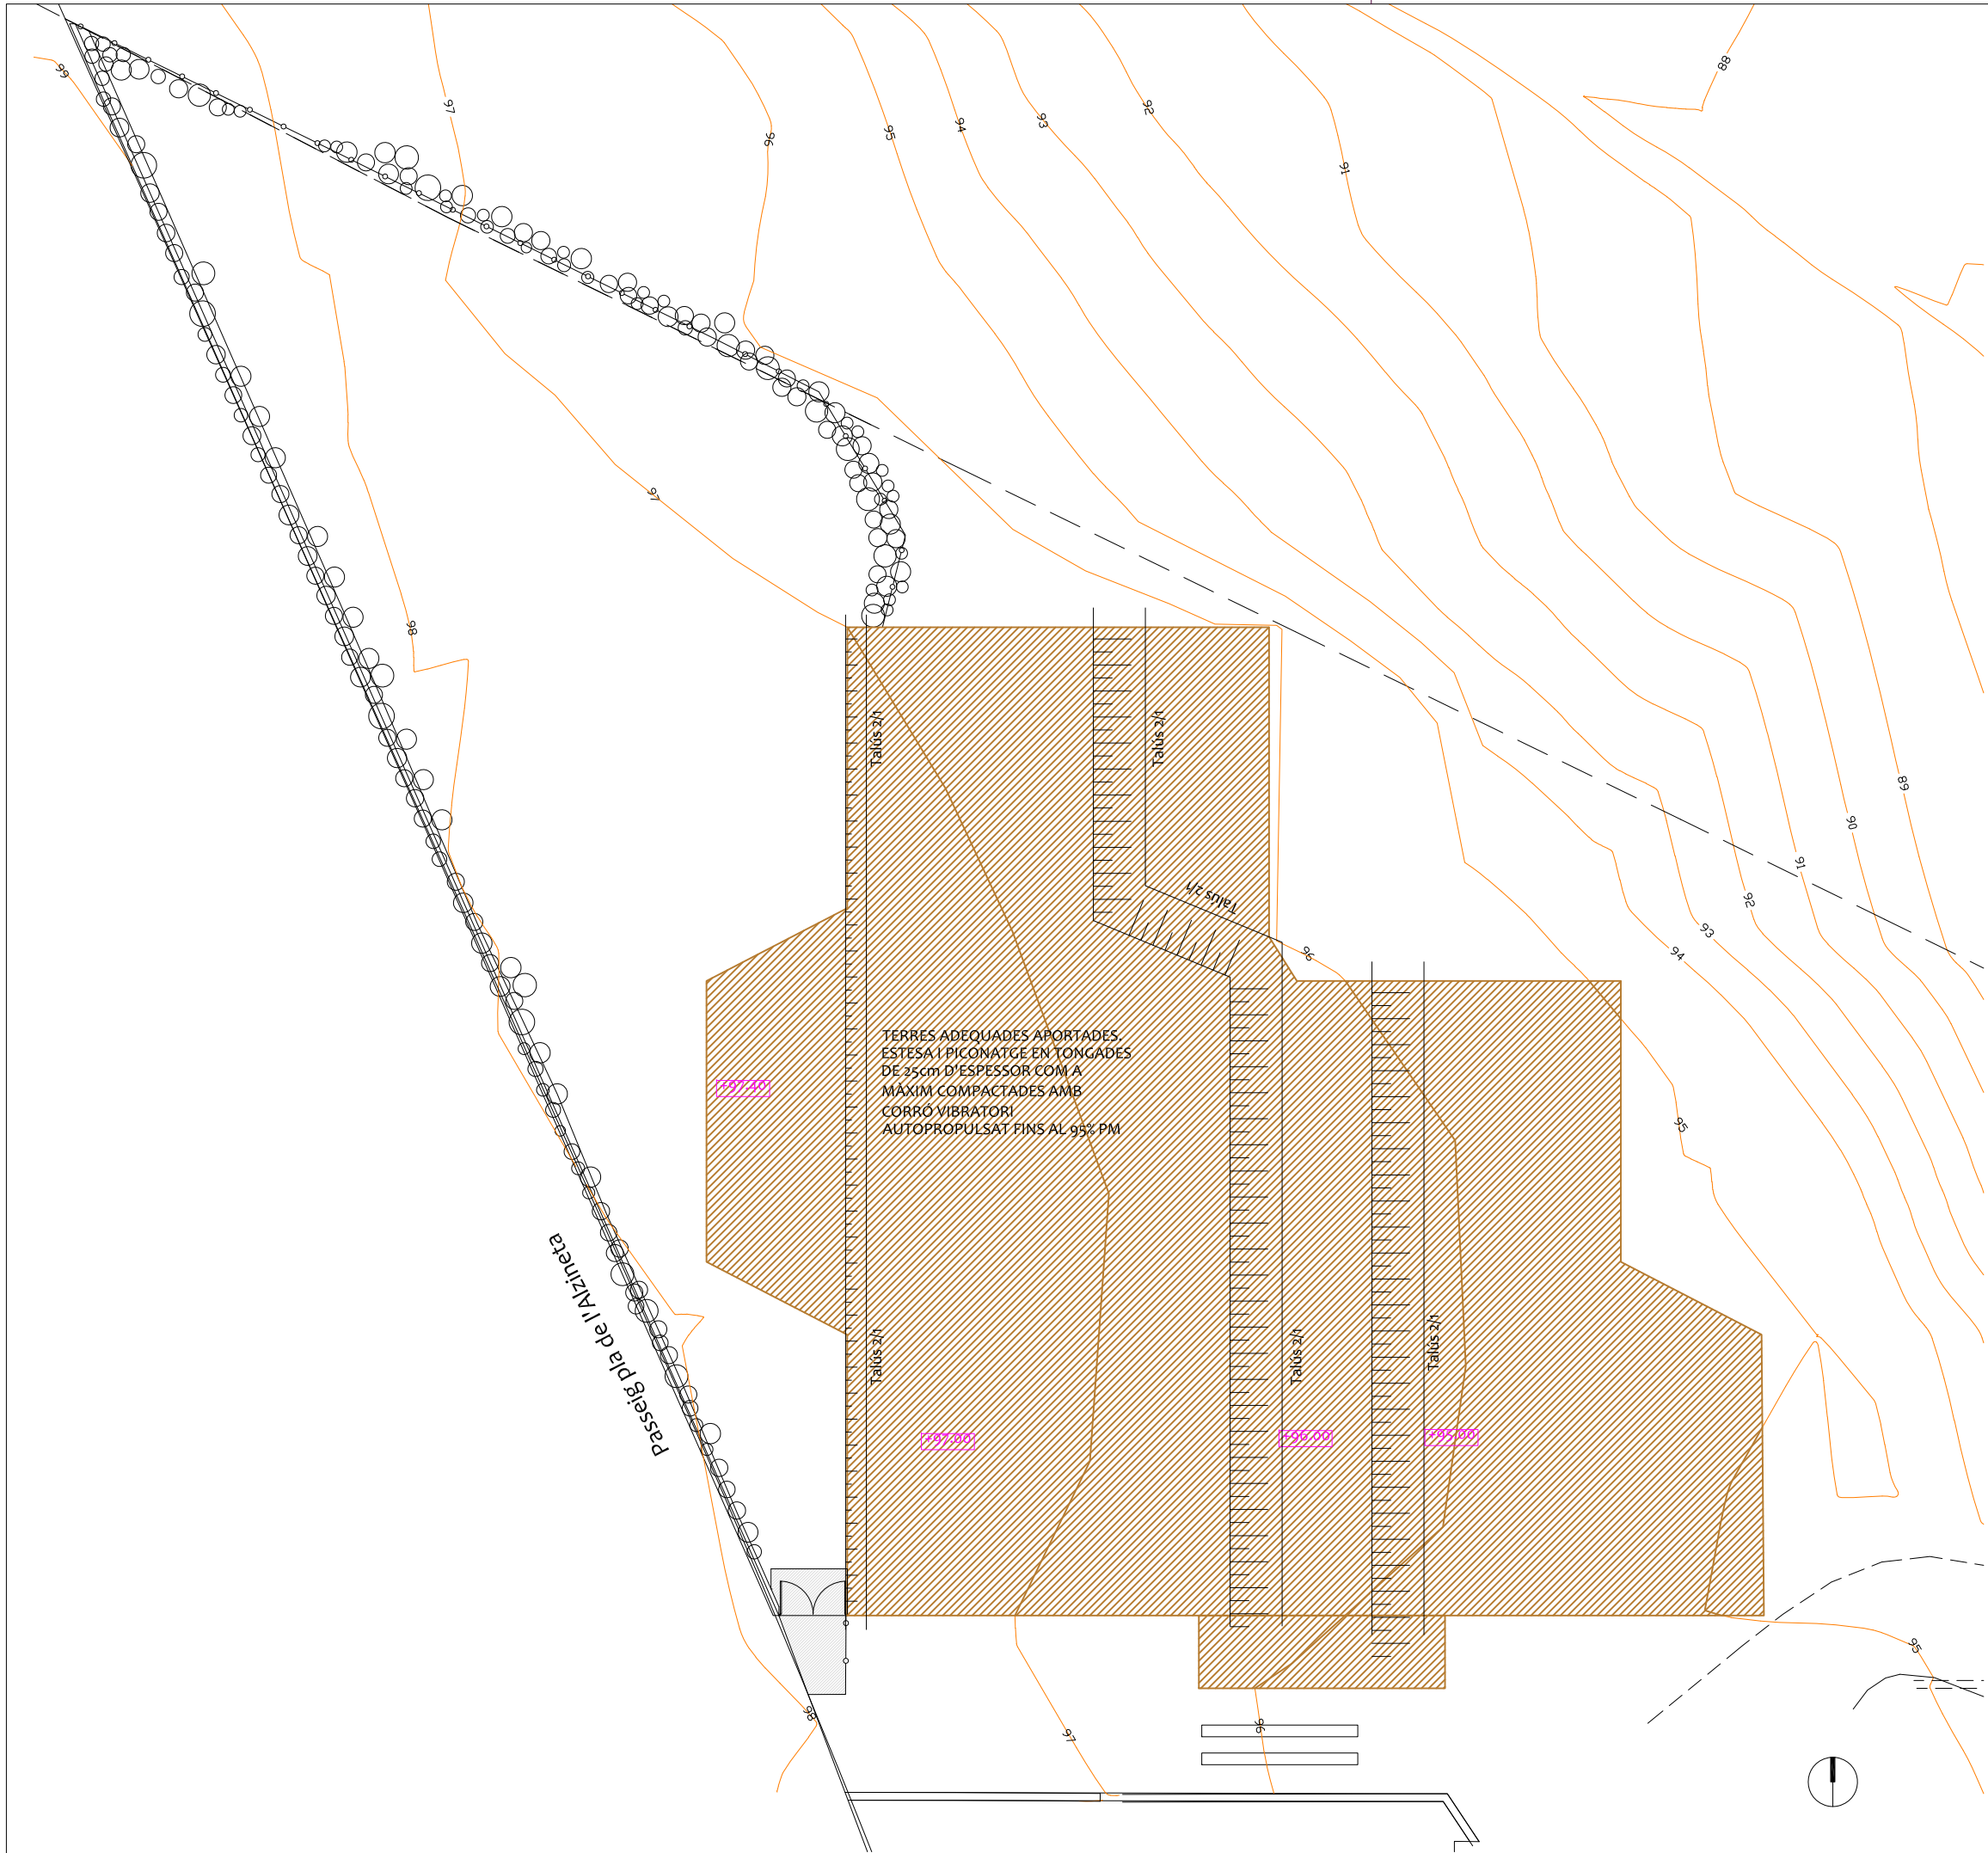 88
99
97
96
95
94
93
92
91
97
98
Talús 2/1
Talús 2/1
89
90
91
92
93
94
Talús 2/1
96
TERRES ADEQUADES APORTADES.
ESTESA I PICONATGE EN TONGADES
DE 25cm D'ESPESSOR COM A
MÀXIM COMPACTADES AMB
CORRÓ VIBRATORI
AUTOPROPULSAT FINS AL 95% PM
+97.40
95
Passeig pla de l'Alzineta
Talús 2/1
Talús 2/1
Talús 2/1
+97.00
+96.00
+95.00
95
98
97
96